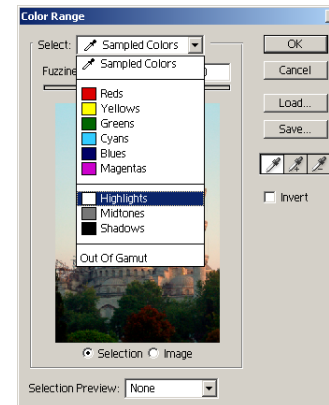 Color Range
Select: Sampled Colors
OK
Sampled Colors
Cancel
Reds
Yellows
Load...
Greens
Save...
Cyans
Blues
Magentas
Highlights
Invert
Midtones
Shadows
Out Of Gamut
Selection Image
Selection Preview: None